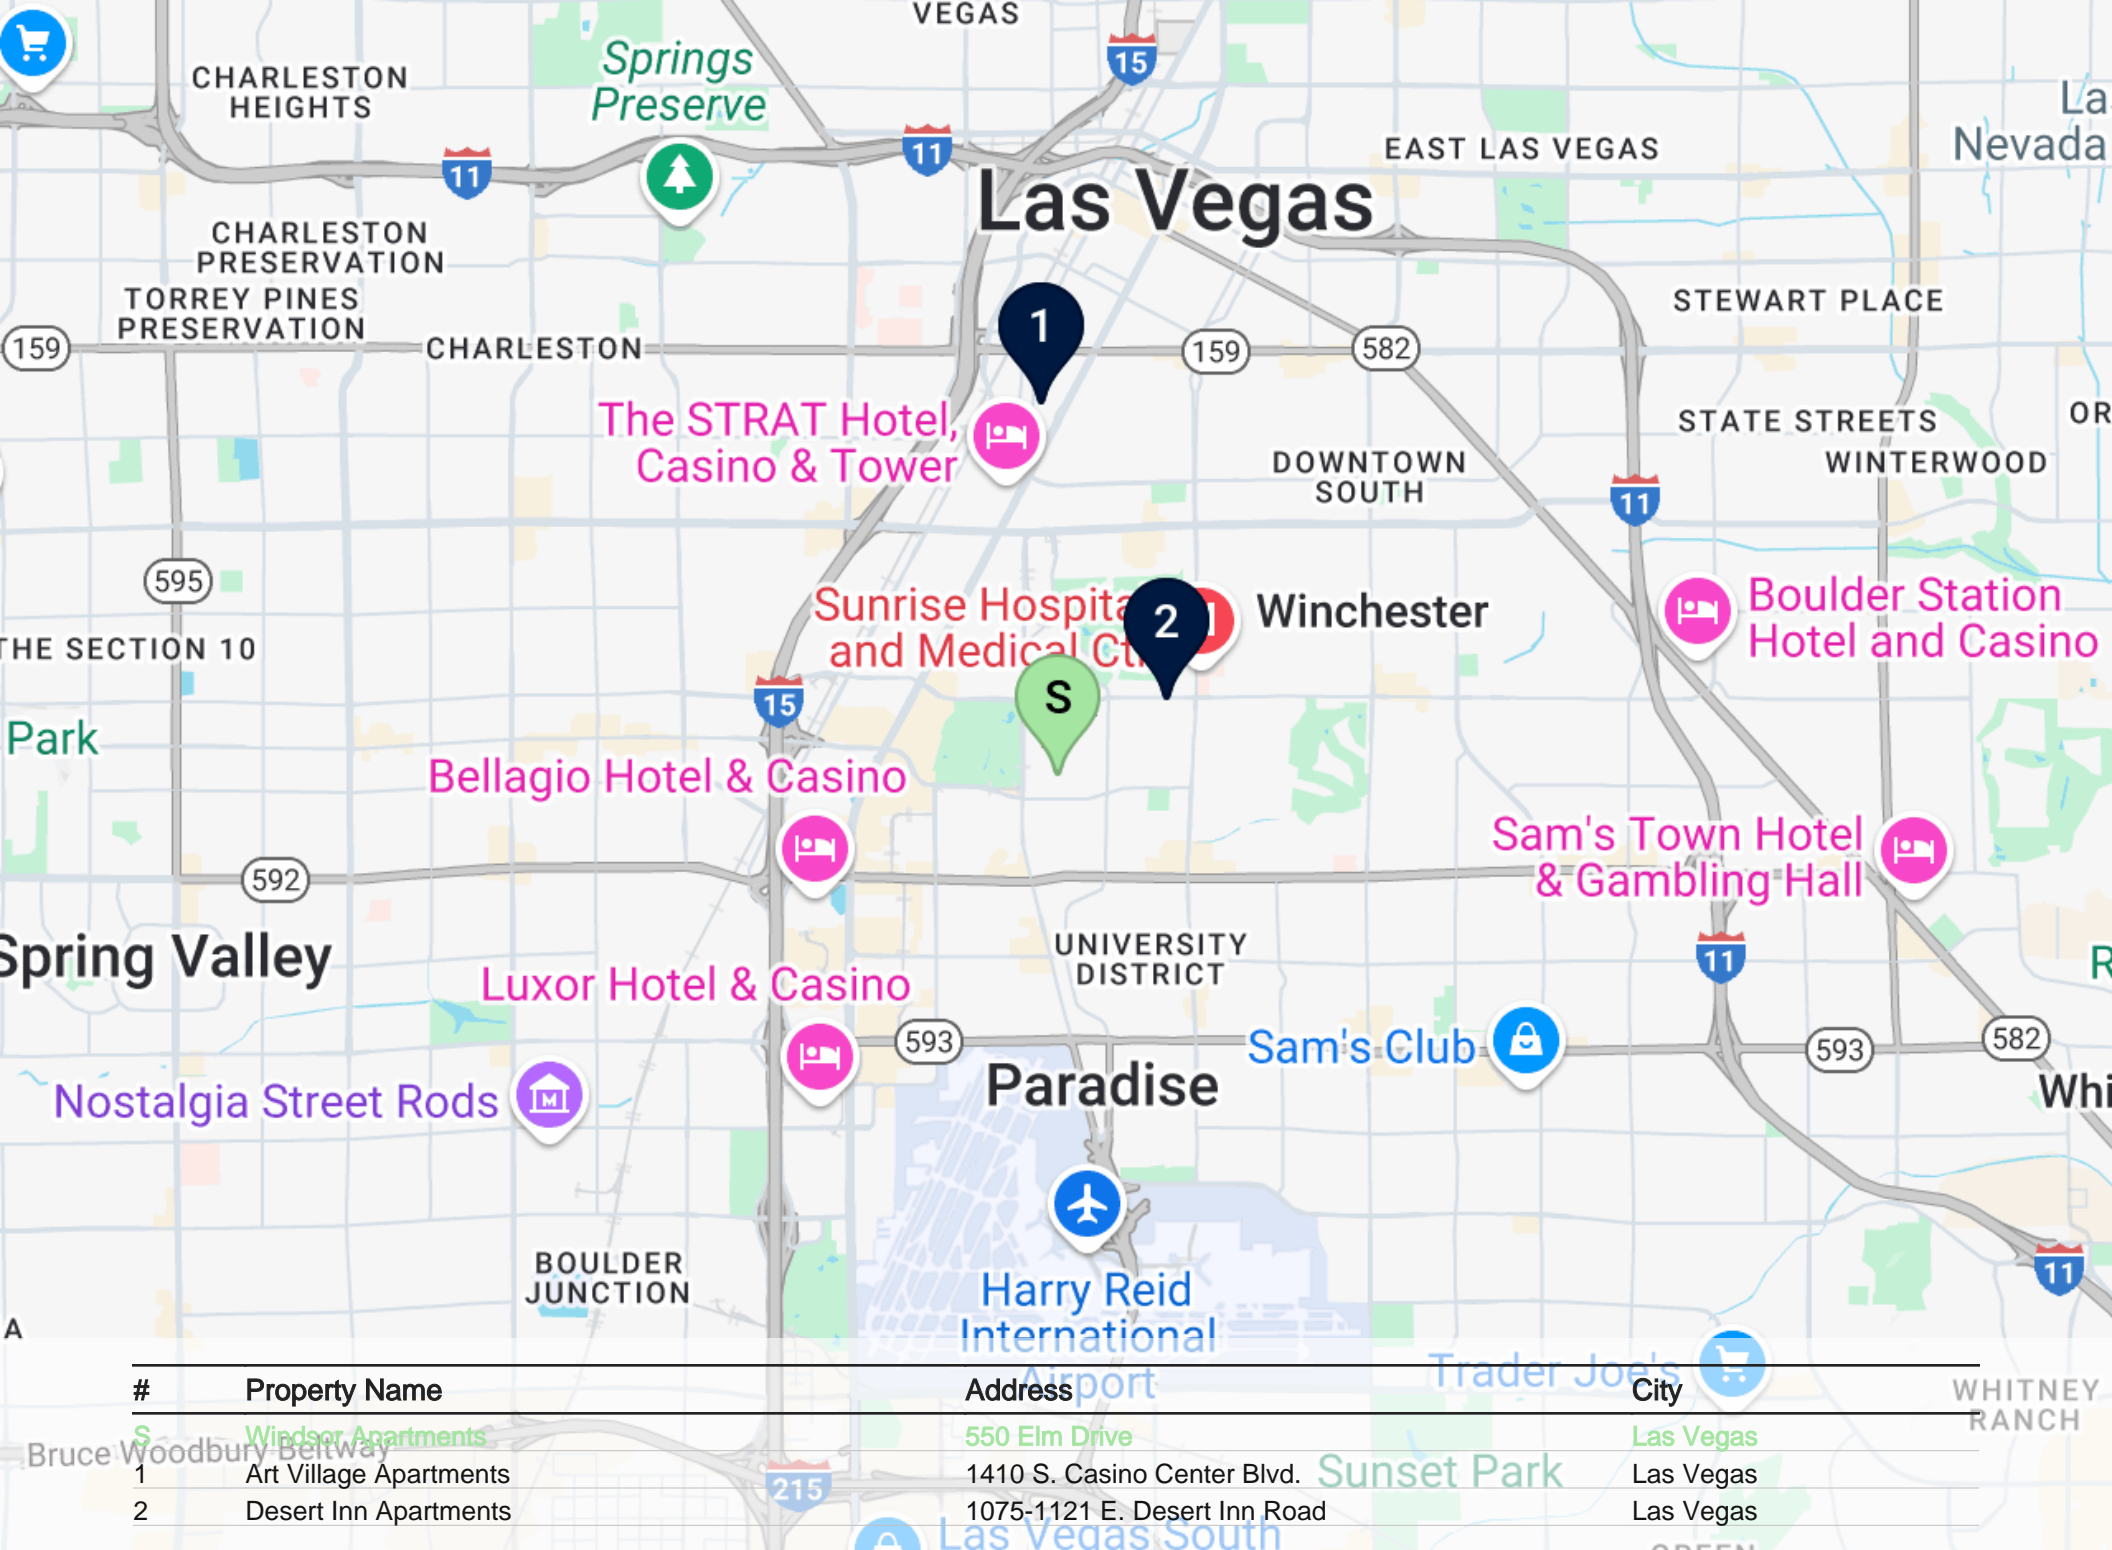 VEGAS
15
CHARLESTON
HEIGHTS
Springs
Preserve
La
Nevada
11
11
EAST LAS VEGAS
Las Vegas
CHARLESTON
PRESERVATION
TORREY PINES
PRESERVATION
STEWART PLACE
159
CHARLESTON
1
159
582
The STRAT Hotel,
Casino & Tower
STATE STREETS
OR
DOWNTOWN
SOUTH
WINTERWOOD
11
595
Sunrise Hospita
and Medical Ct
2
Winchester
Boulder Station
Hotel and Casino
THE SECTION 10
15
S
Park
Bellagio Hotel & Casino
Sam's Town Hotel
& Gambling Hall
592
Spring Valley
UNIVERSITY
DISTRICT
11
R
Luxor Hotel & Casino
593
Sam's Club
593
582
Nostalgia Street Rods
M
Paradise
Whi
BOULDER
JUNCTION
Harry Reid
International
Airport
11
A
Trader Joe's
WHITNEY
RANCH
# Property Name Address City
S Windsor Apartments 550 Elm Drive Las Vegas
Bruce Woodbury Beltway
1 Art Village Apartments 1410 S. Casino Center Blvd. Las Vegas
215
Sunset Park
2 Desert Inn Apartments 1075-1121 E. Desert Inn Road Las Vegas
Las Vegas South